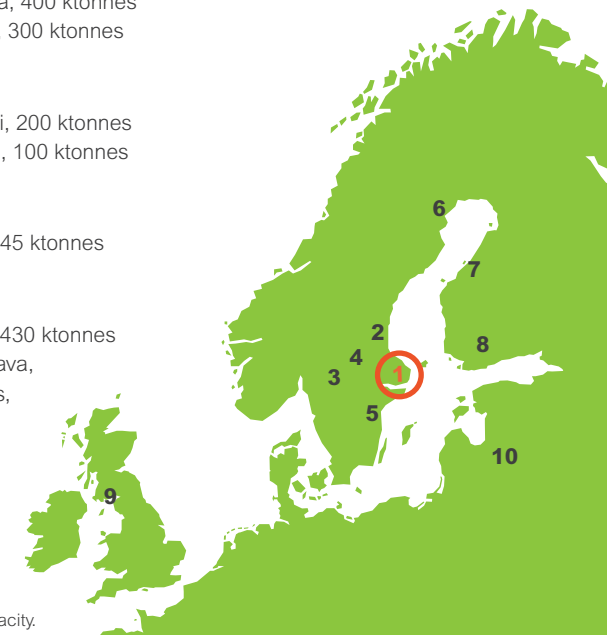 a, 400 ktonnes
, 300 ktonnes
i, 200 ktonnes
, 100 ktonnes
45 ktonnes
430 ktonnes
ava,
s,
acity.
6
7
2
8
4
1
3
5
10
9